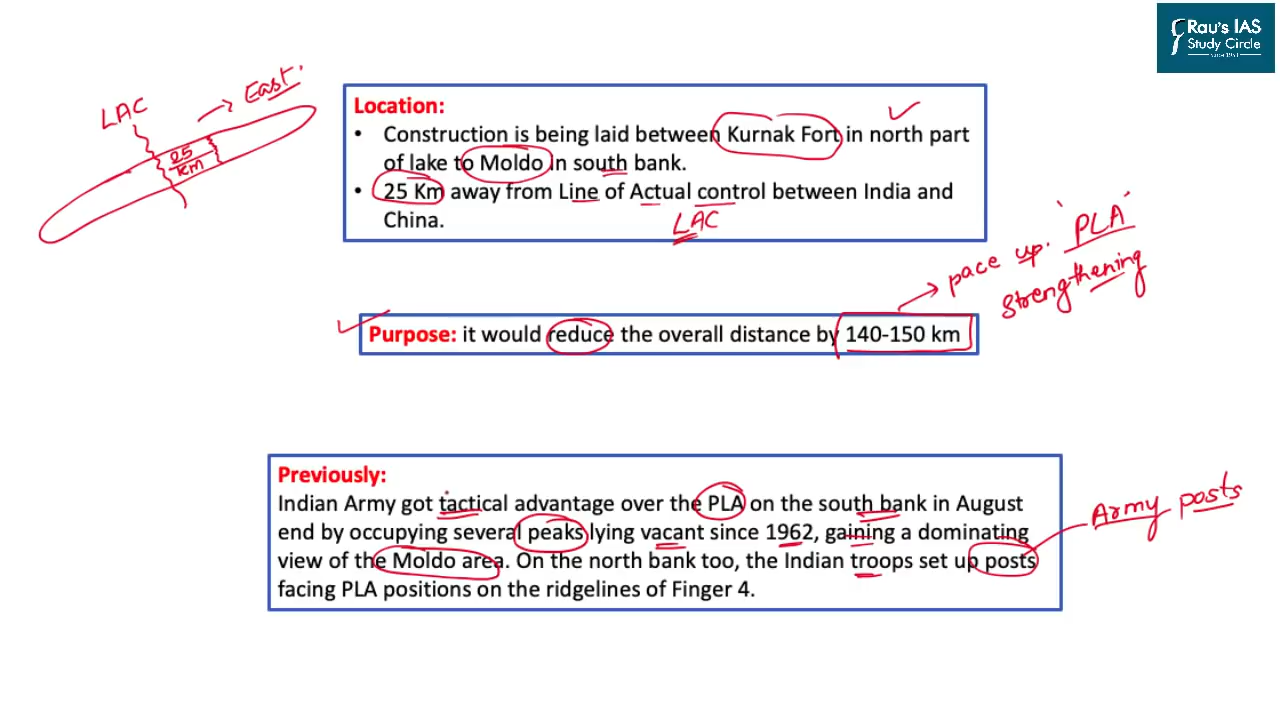 Rau's IAS
Study Circle
since 1953
LAC
East.
25
km
Location:
• Construction is being laid between Kurnak Fort in north part
of lake to Moldo in south bank.
• 25 Km away from Line of Actual control between India and
China.
LAC
pace up. 'PLA'
strengthening
Purpose: it would reduce the overall distance by 140-150 km
Previously:
Indian Army got tactical advantage over the PLA on the south bank in August
end by occupying several peaks lying vacant since 1962, gaining a dominating
view of the Moldo area. On the north bank too, the Indian troops set up posts
facing PLA positions on the ridgelines of Finger 4.
Army posts